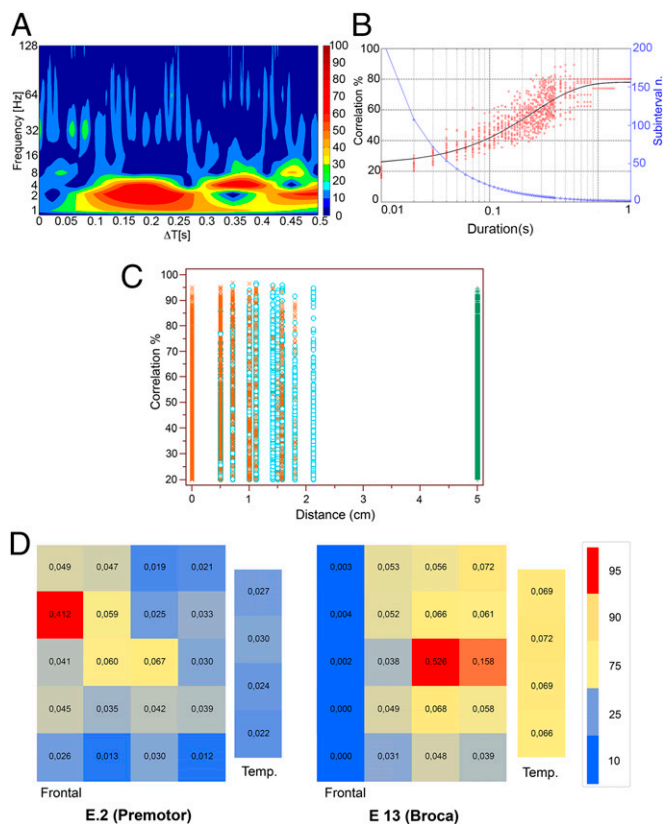 A
128
64
32
16
8
4
2
1
Frequency [Hz]
0 0.05 0.1 0.15 0.2 0.25 0.3 0.35 0.4 0.45 0.5
ΔT[s]
100
90
80
70
60
50
40
30
20
10
0
B
100
80
60
40
20
0
Correlation %
0.01 0.1 1
Duration(s)
200
150
100
50
0
Subinterval n.
C
100
90
80
70
60
50
40
30
20
Correlation %
0 1 2 3 4 5
Distance (cm)
D
0,049 0,047 0,019 0,021
0,412 0,059 0,025 0,033
0,041 0,060 0,067 0,030
0,045 0,035 0,042 0,039
0,026 0,013 0,030 0,012
0,027
0,030
0,024
0,022
Temp.
Frontal
E.2 (Premotor)
0,003 0,053 0,056 0,072
0,004 0,052 0,066 0,061
0,002 0,038 0,526 0,158
0,000 0,049 0,068 0,058
0,000 0,031 0,048 0,039
0,069
0,072
0,069
0,066
Temp.
Frontal
E 13 (Broca)
95
90
75
25
10